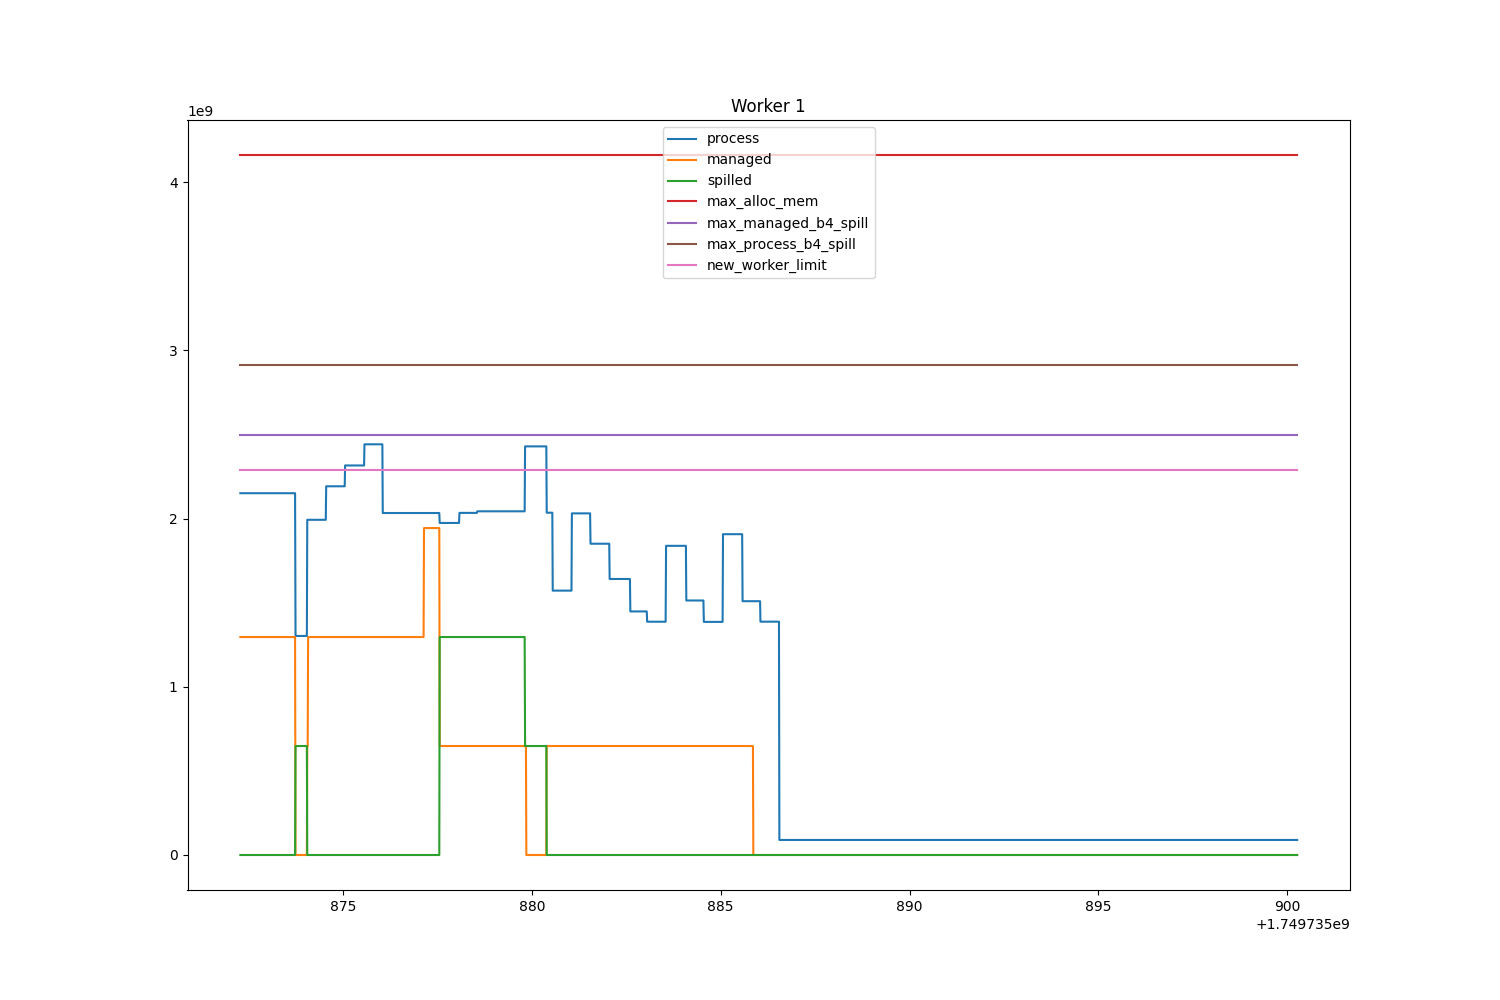 Worker 1
1e9
process
managed
spilled
max_alloc_mem
max_managed_b4_spill
max_process_b4_spill
new_worker_limit
4
3
2
1
0
875 880 885 890 895 900
+1.749735e9